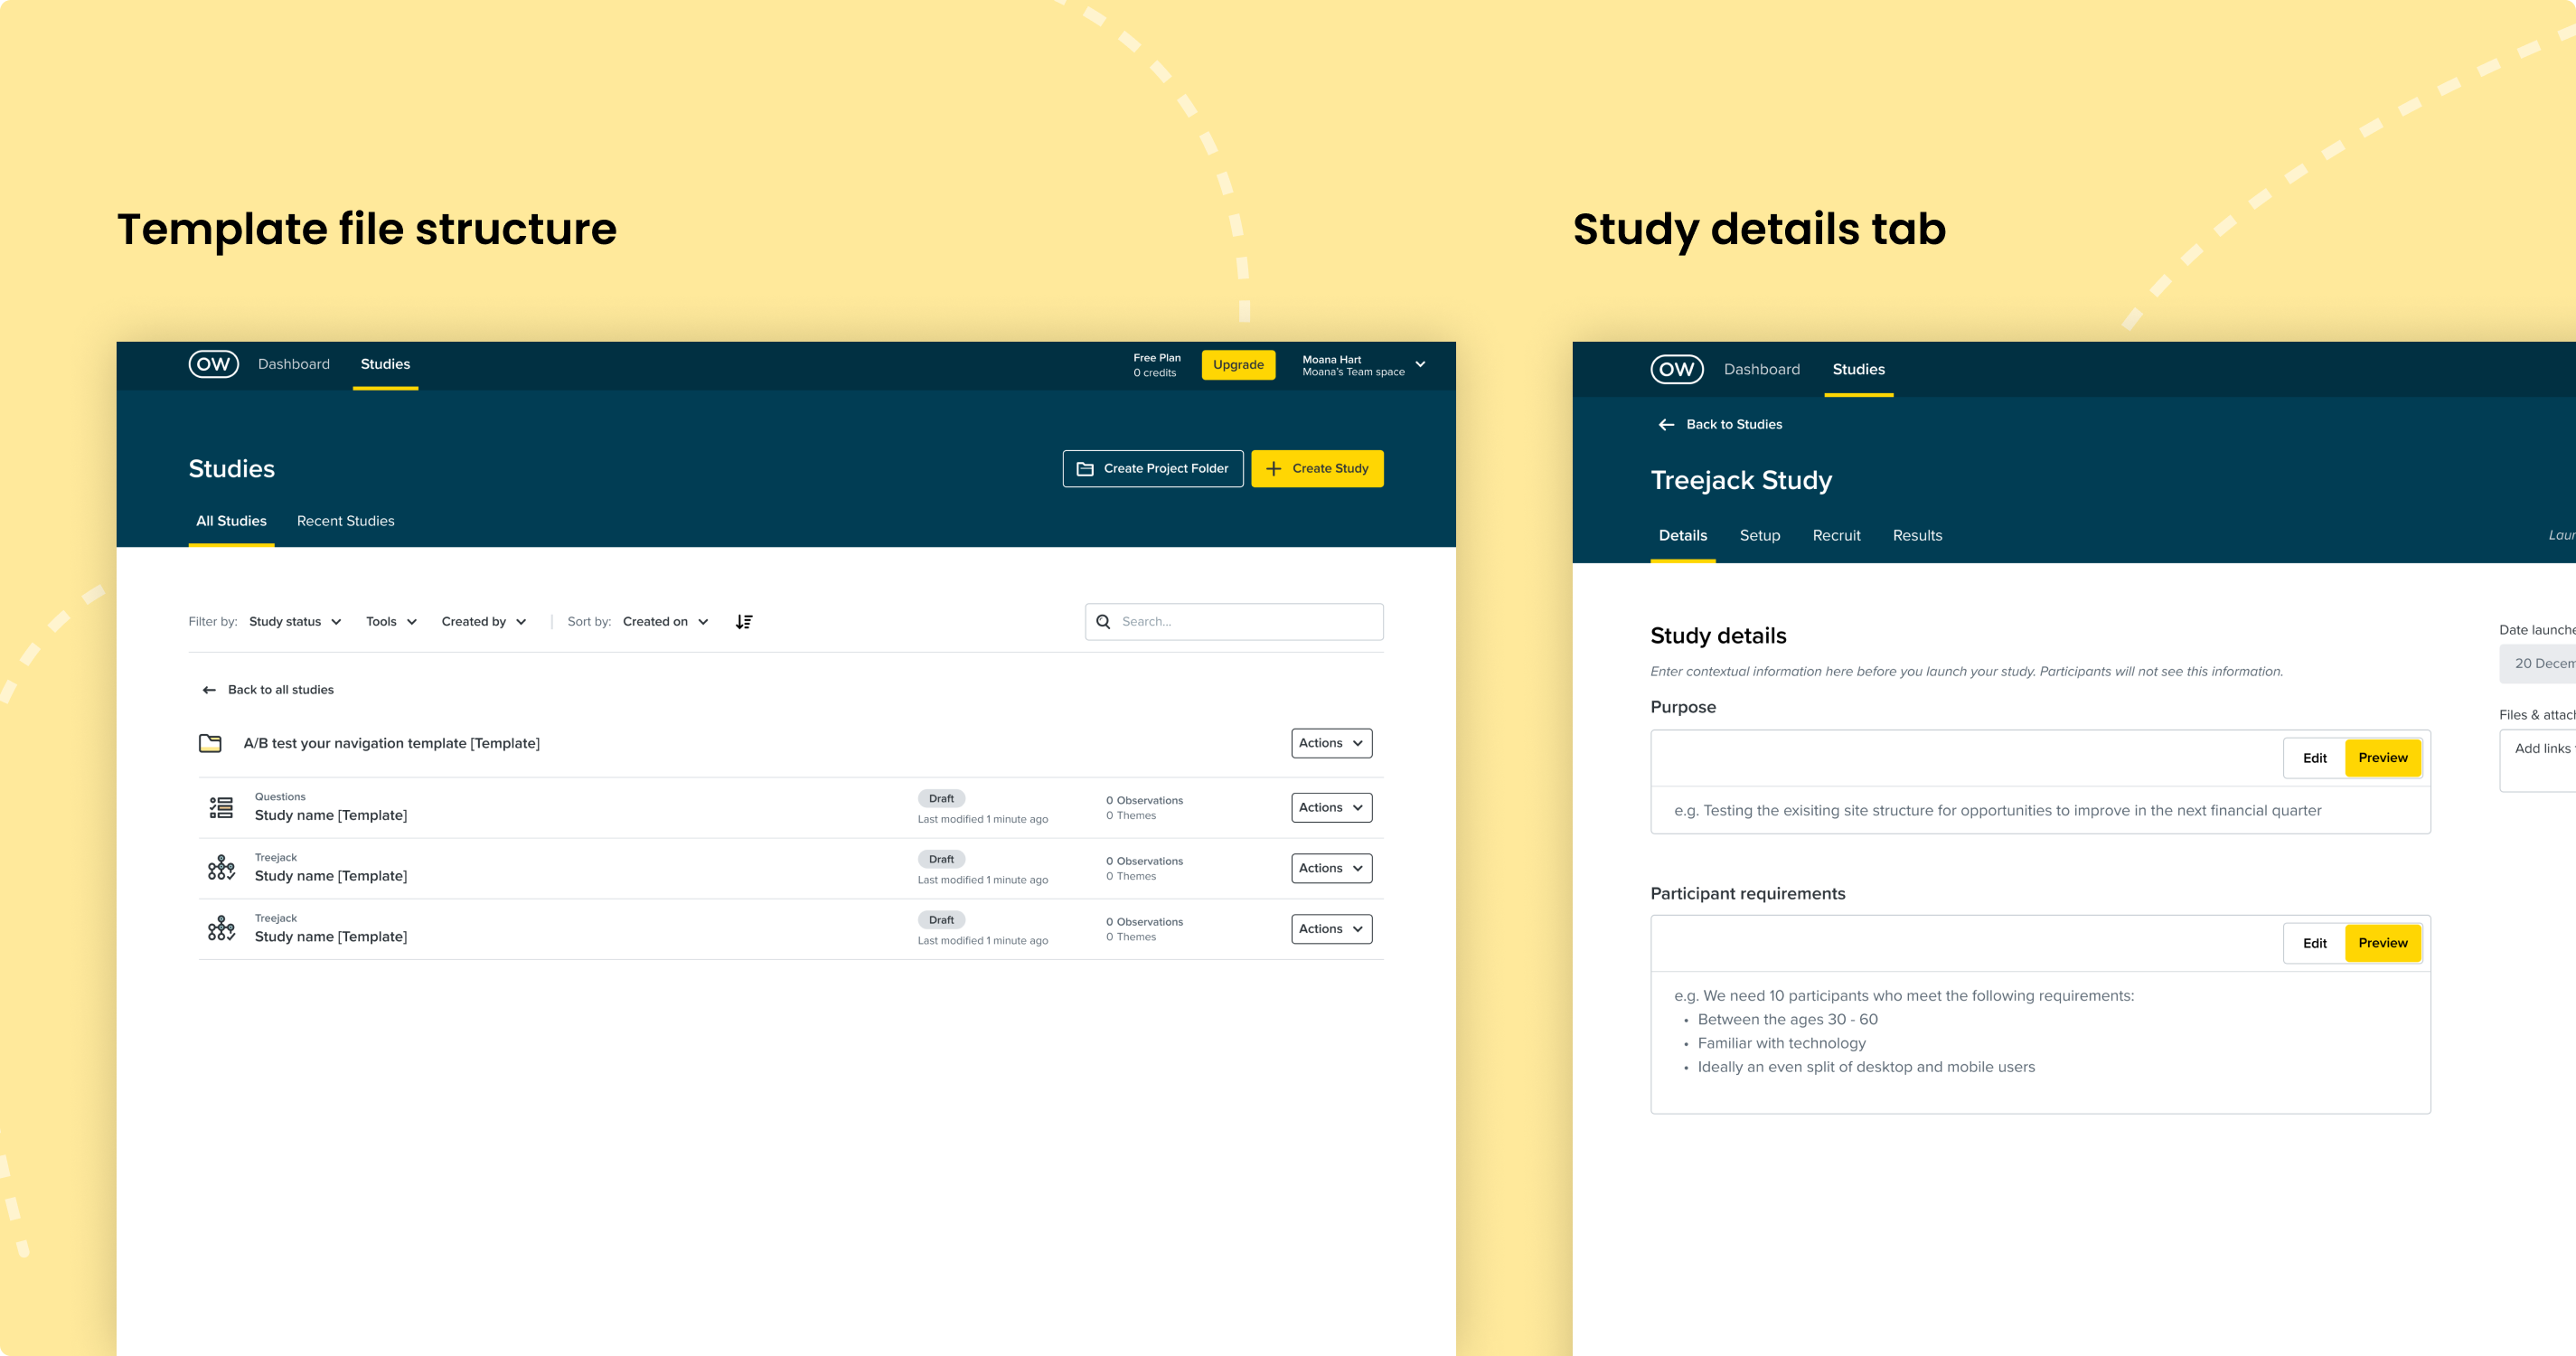 Template file structure
OW
Dashboard
Studies
Free Plan
0 credits
Upgrade
Moana Hart
Moana's Team space
Studies
Create Project Folder
Create Study
All Studies
Recent Studies
Filter by:
Study status
Tools
Created by
Sort by:
Created on
Search...
Back to all studies
A/B test your navigation template [Template]
Actions
Questions
Study name [Template]
Draft
Last modified 1 minute ago
0 Observations
0 Themes
Actions
Treejack
Study name [Template]
Draft
Last modified 1 minute ago
0 Observations
0 Themes
Actions
Treejack
Study name [Template]
Draft
Last modified 1 minute ago
0 Observations
0 Themes
Actions
Study details tab
OW
Dashboard
Studies
Back to Studies
Treejack Study
Details
Setup
Recruit
Results
Study details
Enter contextual information here before you launch your study. Participants will not see this information.
Purpose
Edit
Preview
e.g. Testing the exisiting site structure for opportunities to improve in the next financial quarter
Participant requirements
Edit
Preview
e.g. We need 10 participants who meet the following requirements:
• Between the ages 30 - 60
• Familiar with technology
• Ideally an even split of desktop and mobile users
Date
20
Files &
Add links